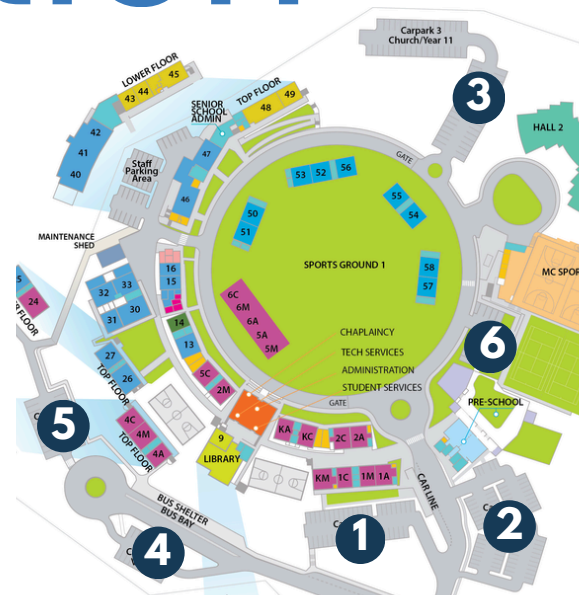 Carpark 3
Church/Year 11
3
LOWER FLOOR
45
44
43
42
41
40
TOP FLOOR
49
48
SENIOR
SCHOOL
ADMIN
47
46
Staff
Parking
Area
HALL 2
GATE
53 52 56
55
54
50
51
58
57
SPORTS GROUND 1
MC SPOR
MAINTENANCE
SHED
16
15
33
32
30
31
24
FLOOR
14
13
27
26
TOP FLOOR
5C
2M
6C
6M
6A
5A
5M
CHAPLAINCY
TECH SERVICES
ADMINISTRATION
STUDENT SERVICES
GATE
6
PRE-SCHOOL
5
4C
4M
4A
TOP FLOOR
9
LIBRARY
KA KC 2C 2A
KM 1C 1M 1A
CAR LINE
BUS SHELTER
BUS BAY
1
2
4